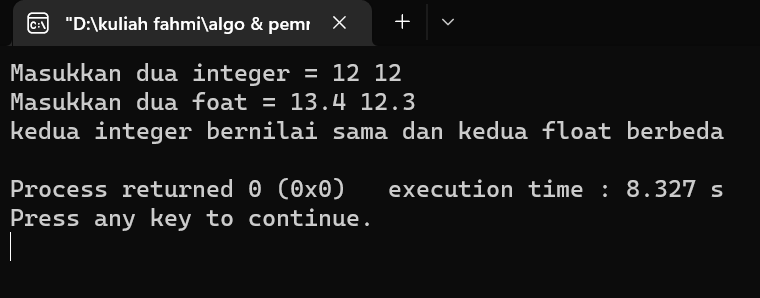 "D:\kuliah fahmi\algo & pemr
Masukkan dua integer = 12 12
Masukkan dua foat = 13.4 12.3
kedua integer bernilai sama dan kedua float berbeda
Process returned 0 (0x0)   execution time : 8.327 s
Press any key to continue.